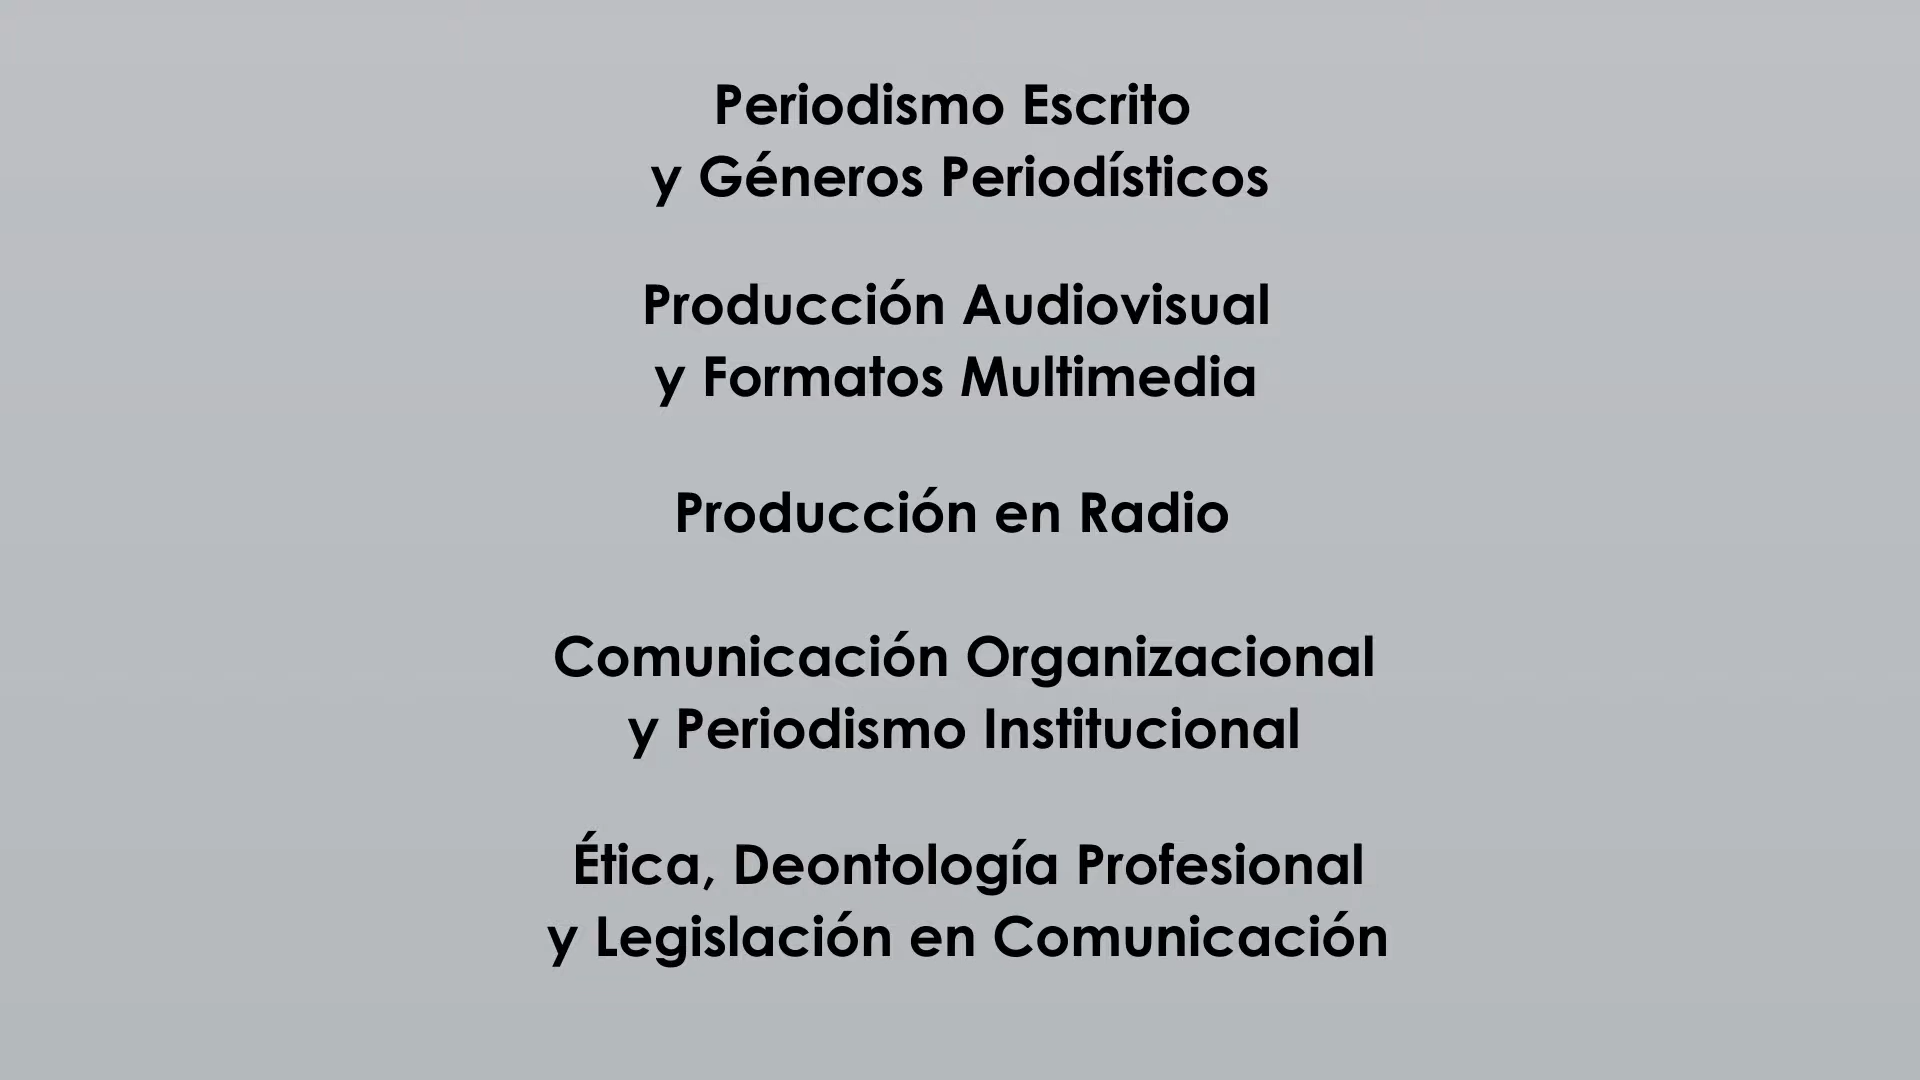 Periodismo Escrito
y Géneros Periodísticos
Producción Audiovisual
y Formatos Multimedia
Producción en Radio
Comunicación Organizacional
y Periodismo Institucional
Ética, Deontología Profesional
y Legislación en Comunicación